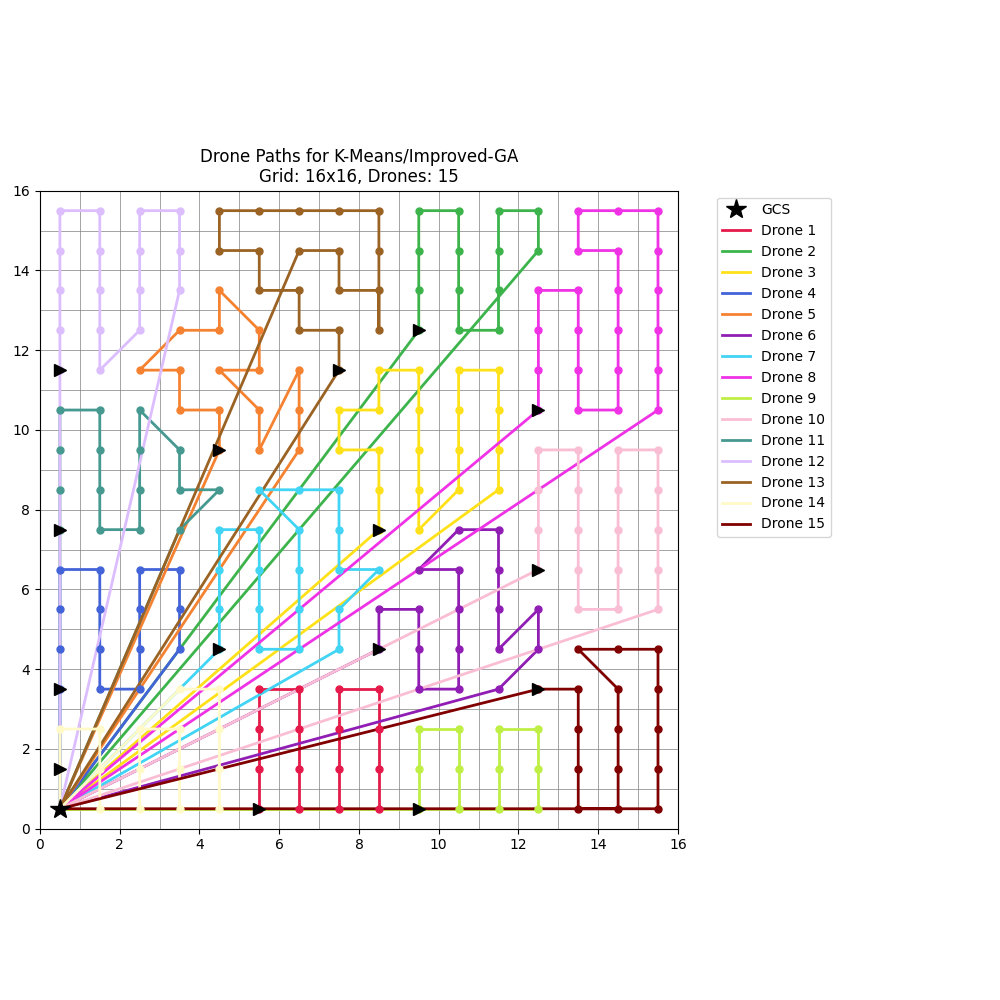 Drone Paths for K-Means/Improved-GA
Grid: 16x16, Drones: 15
16
14
12
10
8
6
4
2
0
0 2 4 6 8 10 12 14 16
GCS
Drone 1
Drone 2
Drone 3
Drone 4
Drone 5
Drone 6
Drone 7
Drone 8
Drone 9
Drone 10
Drone 11
Drone 12
Drone 13
Drone 14
Drone 15